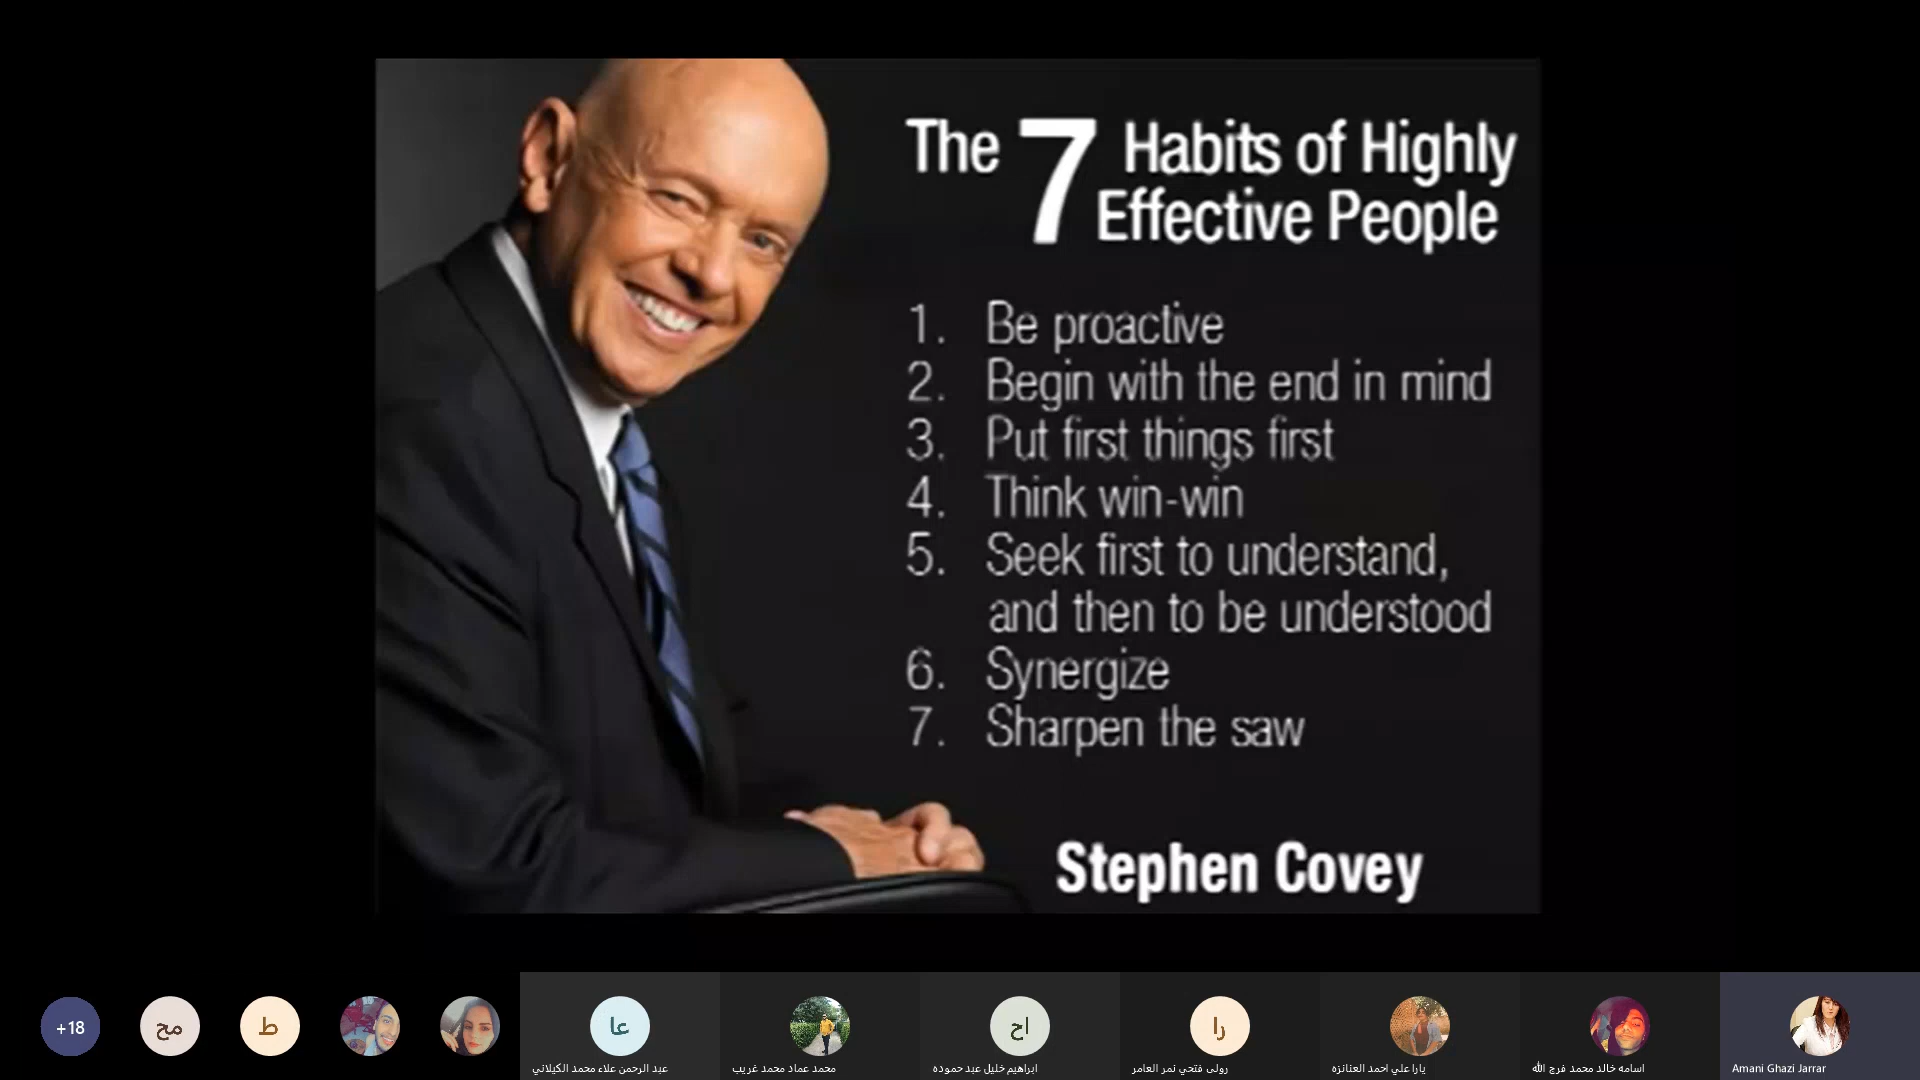 The 7 Habits of Highly
Effective People
1. Be proactive
2. Begin with the end in mind
3. Put first things first
4. Think win-win
5. Seek first to understand,
and then to be understood
6. Synergize
7. Sharpen the saw
Stephen Covey
+18
مح
ط
عا
اح
را
عبد الرحمن علاء محمد الكيلاني
محمد عماد محمد غريب
ابراهيم خليل عبد حموده
رولى فتحي نمر العامر
يارا علي احمد العنانزه
اسامه خالد محمد فرج الله
Amani Ghazi Jarrar